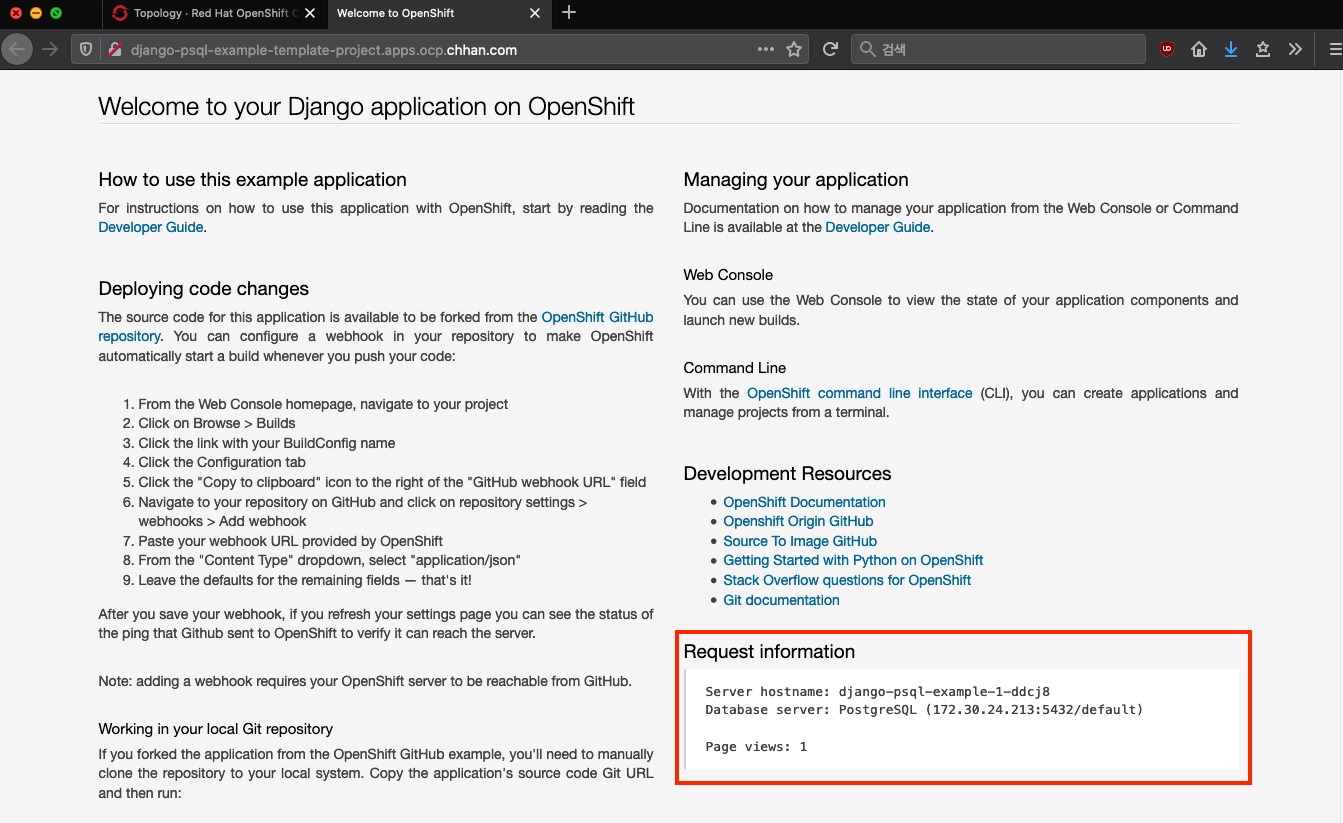 Topology · Red Hat OpenShift C
Welcome to OpenShift
django-psql-example-template-project.apps.ocp.chhan.com
검색
Welcome to your Django application on OpenShift
How to use this example application
For instructions on how to use this application with OpenShift, start by reading the
Developer Guide.
Deploying code changes
The source code for this application is available to be forked from the OpenShift GitHub
repository. You can configure a webhook in your repository to make OpenShift
automatically start a build whenever you push your code:
1. From the Web Console homepage, navigate to your project
2. Click on Browse > Builds
3. Click the link with your BuildConfig name
4. Click the Configuration tab
5. Click the "Copy to clipboard" icon to the right of the "GitHub webhook URL" field
6. Navigate to your repository on GitHub and click on repository settings >
webhooks > Add webhook
7. Paste your webhook URL provided by OpenShift
8. From the "Content Type" dropdown, select "application/json"
9. Leave the defaults for the remaining fields — that's it!
After you save your webhook, if you refresh your settings page you can see the status of
the ping that Github sent to OpenShift to verify it can reach the server.
Note: adding a webhook requires your OpenShift server to be reachable from GitHub.
Working in your local Git repository
If you forked the application from the OpenShift GitHub example, you'll need to manually
clone the repository to your local system. Copy the application's source code Git URL
and then run:
Managing your application
Documentation on how to manage your application from the Web Console or Command
Line is available at the Developer Guide.
Web Console
You can use the Web Console to view the state of your application components and
launch new builds.
Command Line
With the OpenShift command line interface (CLI), you can create applications and
manage projects from a terminal.
Development Resources
• OpenShift Documentation
• Openshift Origin GitHub
• Source To Image GitHub
• Getting Started with Python on OpenShift
• Stack Overflow questions for OpenShift
• Git documentation
Request information
Server hostname: django-psql-example-1-ddcj8
Database server: PostgreSQL (172.30.24.213:5432/default)
Page views: 1